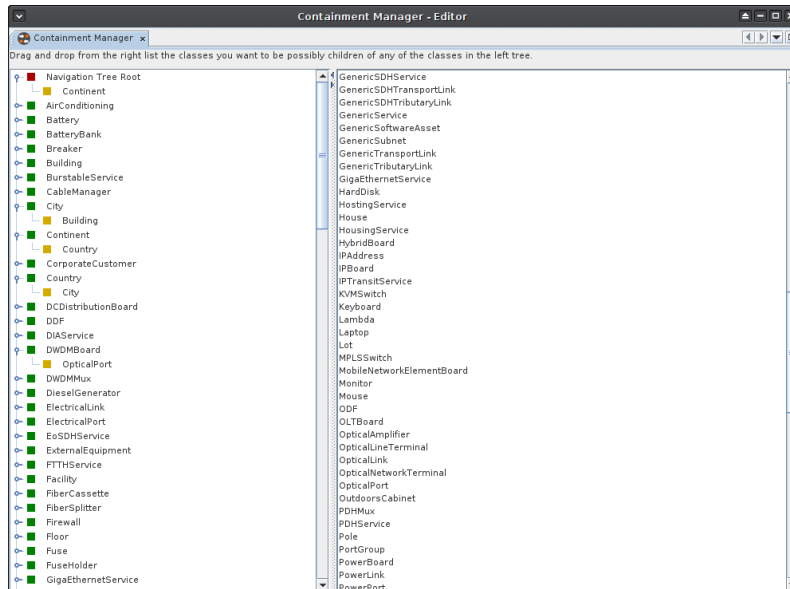 Containment Manager - Editor
Containment Manager
Drag and drop from the right list the classes you want to be possibly children of any of the classes in the left tree.
Navigation Tree Root
Continent
AirConditioning
Battery
BatteryBank
Breaker
Building
BurstableService
CableManager
City
Building
Continent
Country
CorporateCustomer
Country
City
DCDistributionBoard
DDF
DIAService
DWDMBoard
OpticalPort
DWDMMux
DieselGenerator
ElectricalLink
ElectricalPort
EoSDHService
ExternalEquipment
FTTHService
Facility
FiberCassette
FiberSplitter
Firewall
Floor
Fuse
FuseHolder
GigaEthernetService
GenericSDHService
GenericSDHTransportLink
GenericSDHTributaryLink
GenericService
GenericSoftwareAsset
GenericSubnet
GenericTransportLink
GenericTributaryLink
GigaEthernetService
HardDisk
HostingService
House
HousingService
HybridBoard
IPAddress
IPBoard
IPTransitService
KVMSwitch
Keyboard
Lambda
Laptop
Lot
MPLSSwitch
MobileNetworkElementBoard
Monitor
Mouse
ODF
OLTBoard
OpticalAmplifier
OpticalLineTerminal
OpticalLink
OpticalNetworkTerminal
OpticalPort
OutdoorsCabinet
PDHMux
PDHService
Pole
PortGroup
PowerBoard
PowerLink
PowerPort